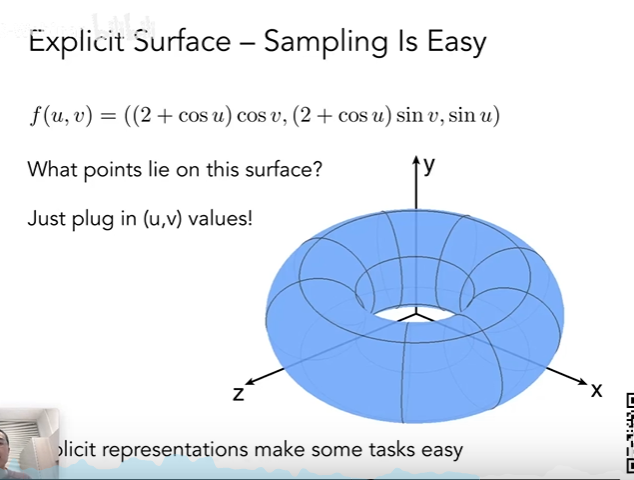 Explicit Surface – Sampling Is Easy
f(u, v) = ((2 + cos u) cos v, (2 + cos u) sin v, sin u)
What points lie on this surface?
Just plug in (u,v) values!
y
z
x
plicit representations make some tasks easy